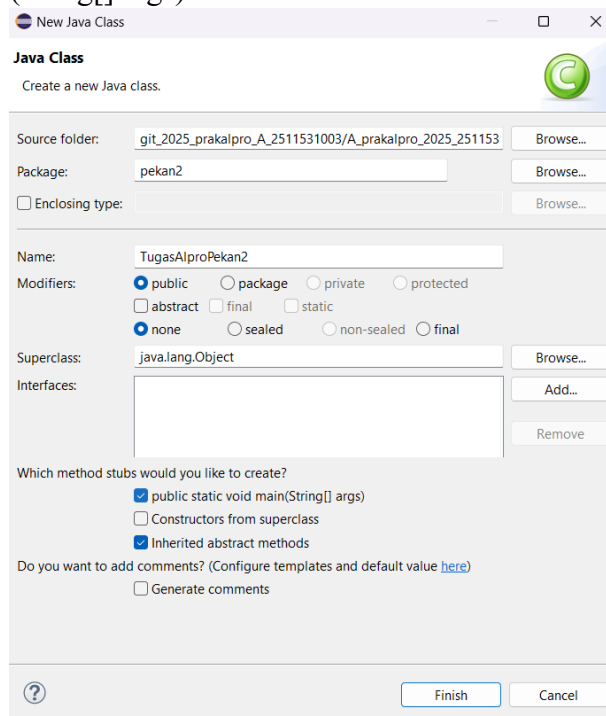 New Java Class
Java Class
Create a new Java class.
C
Source folder: git_2025_prakalpro_A_2511531003/A_prakalpro_2025_251153 Browse...
Package: pekan2 Browse...
Enclosing type: Browse...
Name: TugasAlproPekan2
Modifiers: public package private protected
abstract final static
none sealed non-sealed final
Superclass: java.lang.Object Browse...
Interfaces: Add...
Remove
Which method stubs would you like to create?
public static void main(String[] args)
Constructors from superclass
Inherited abstract methods
Do you want to add comments? (Configure templates and default value here)
Generate comments
? Finish Cancel